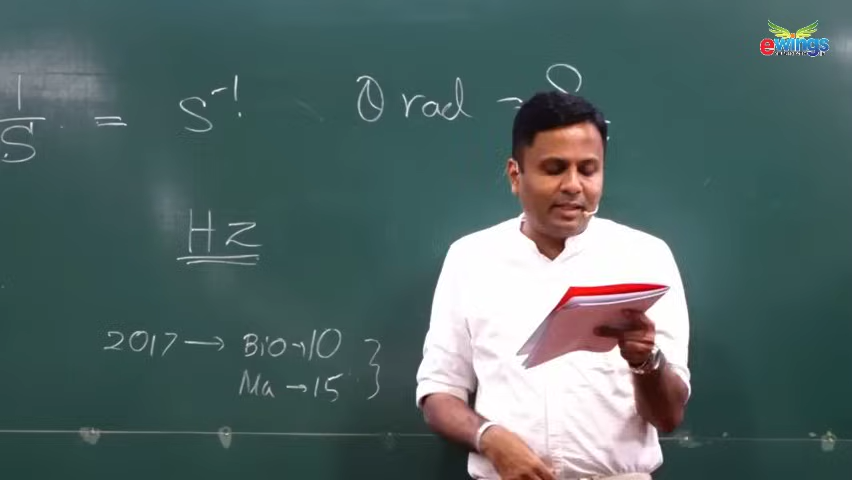 ewings
1/S = S⁻¹
θ rad →
HZ
2017 → Bio → 10
Ma → 15